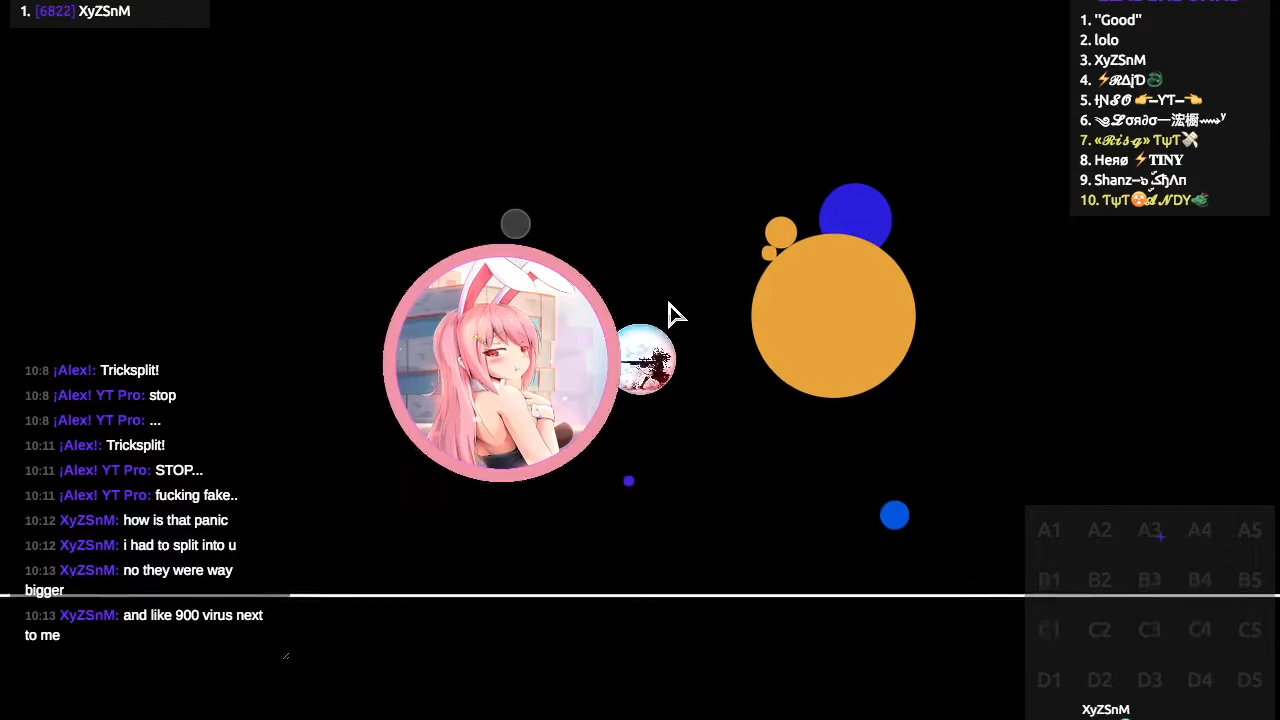 1. [6822] XyZSnM
1. "Good"
2. lolo
3. XyZSnM
4. ⚡ℛΔįƊ🐉
5. ƗƝꌗO 👉–YT–👈
7. «𝓡𝓲𝓼𝓺» TψT💸
8. Heяø ⚡𝐓𝐈𝐍𝐘
10. TψT😨𝓐𝓝DY🐲
10:8 ¡Alex!: Tricksplit!
10:8 ¡Alex! YT Pro: stop
10:8 ¡Alex! YT Pro: ...
10:11 ¡Alex!: Tricksplit!
10:11 ¡Alex! YT Pro: STOP...
10:11 ¡Alex! YT Pro: fucking fake..
10:12 XyZSnM: how is that panic
10:12 XyZSnM: i had to split into u
10:13 XyZSnM: no they were way
bigger
10:13 XyZSnM: and like 900 virus next
to me
A1 A2 A3 A4 A5
B1 B2 B3 B4 B5
C1 C2 C3 C4 C5
D1 D2 D3 D4 D5
XyZSnM